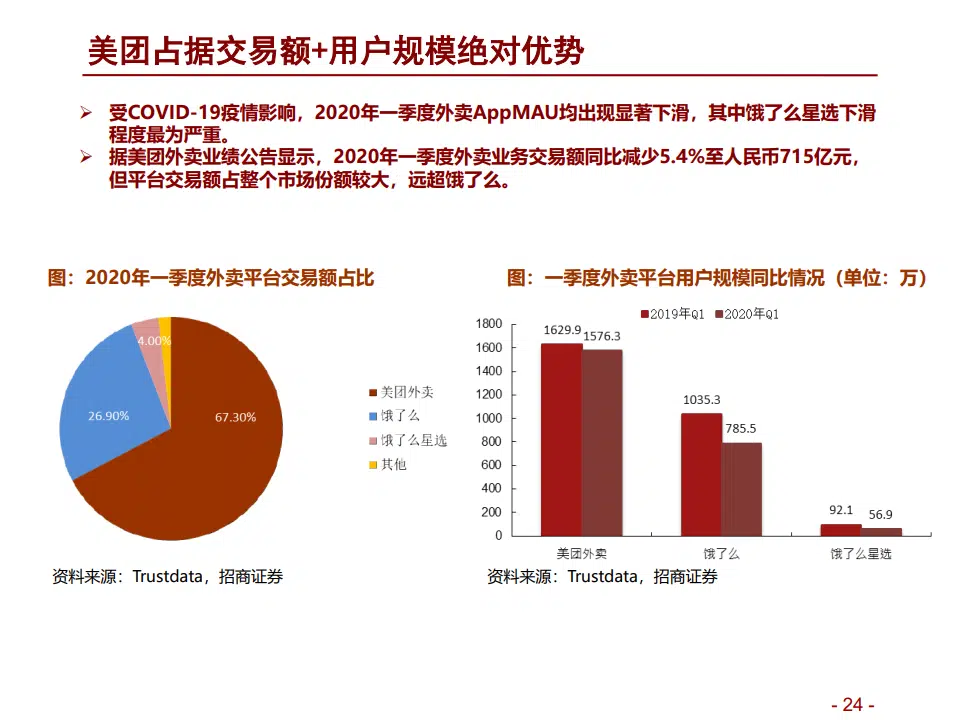 美团占据交易额+用户规模绝对优势
➢ 受COVID-19疫情影响，2020年一季度外卖AppMAU均出现显著下滑，其中饿了么星选下滑
程度最为严重。
➢ 据美团外卖业绩公告显示，2020年一季度外卖业务交易额同比减少5.4%至人民币715亿元，
但平台交易额占整个市场份额较大，远超饿了么。
图：2020年一季度外卖平台交易额占比
4.00%
26.90%
67.30%
美团外卖
饿了么
饿了么星选
其他
资料来源：Trustdata，招商证券
图：一季度外卖平台用户规模同比情况（单位：万）
2019年Q1 2020年Q1
1800
1600
1400
1200
1000
800
600
400
200
0
1629.9
1576.3
1035.3
785.5
92.1
56.9
美团外卖 饿了么 饿了么星选
资料来源：Trustdata，招商证券
- 24 -